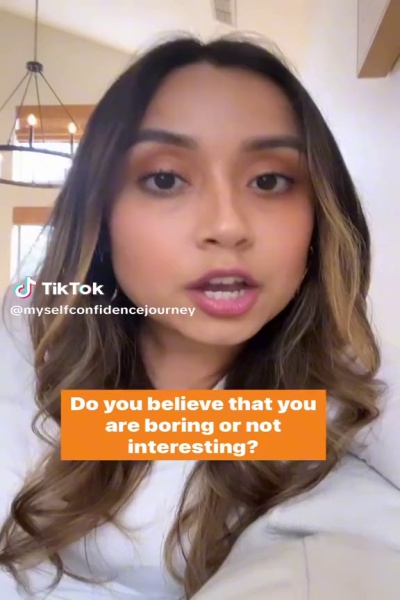 TikTok
@myselfconfidencejourney
Do you believe that you
are boring or not
interesting?